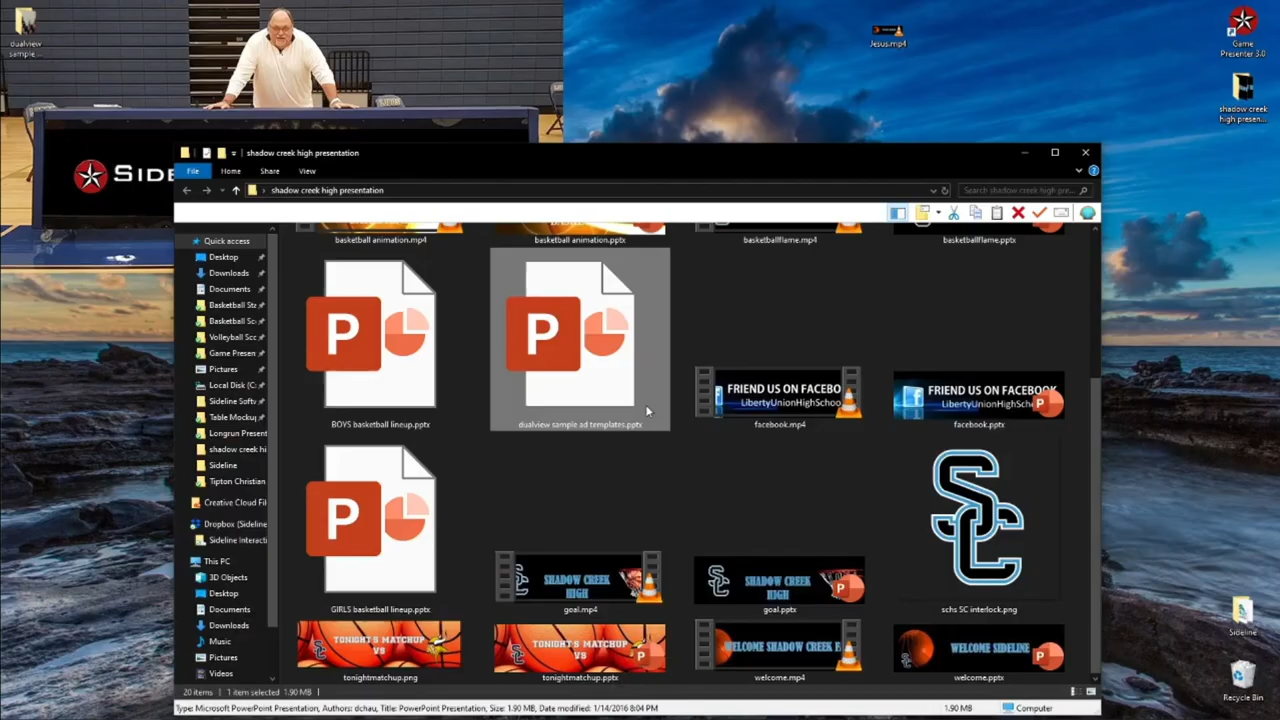 dualview
sample ...
Jesus.mp4
Game
Presenter 3.0
shadow creek
high presen...
SIDE
shadow creek high presentation
File
Home
Share
View
shadow creek high presentation
Search shadow creek high pre...
Quick access
Desktop
Downloads
Documents
Basketball Sta
Basketball Sc
Volleyball Sco
Game Presen
Pictures
Local Disk (C:
Sideline Softv
Table Mockup
Longrun Present
shadow creek hi
Sideline
Tipton Christian
Creative Cloud Fil
Dropbox (Sideline
Sideline Interacti
This PC
3D Objects
Desktop
Documents
Downloads
Music
Pictures
Videos
basketball animation.mp4
basketball animation.pptx
basketballflame.mp4
basketballflame.pptx
P
P
FRIEND US ON FACEBO
LibertyUnionHighSchoo
FRIEND US ON FACEBOOK
LibertyUnionHighSchool
BOYS basketball lineup.pptx
dualview sample ad templates.pptx
facebook.mp4
facebook.pptx
P
SHADOW CREEK
HIGH
SHADOW CREEK
HIGH
SC
GIRLS basketball lineup.pptx
goal.mp4
goal.pptx
schs SC interlock.png
TONIGHT'S MATCHUP
VS
TONIGHT'S MATCHUP
VS
WELCOME SHADOW CREEK
WELCOME SIDELINE
tonightmatchup.png
tonightmatchup.pptx
welcome.mp4
welcome.pptx
20 items
1 item selected 1.90 MB
Type: Microsoft PowerPoint Presentation, Authors: dchau, Title: PowerPoint Presentation, Size: 1.90 MB, Date modified: 1/14/2016 8:04 PM
1.90 MB
Computer
Sideline
Recycle Bin